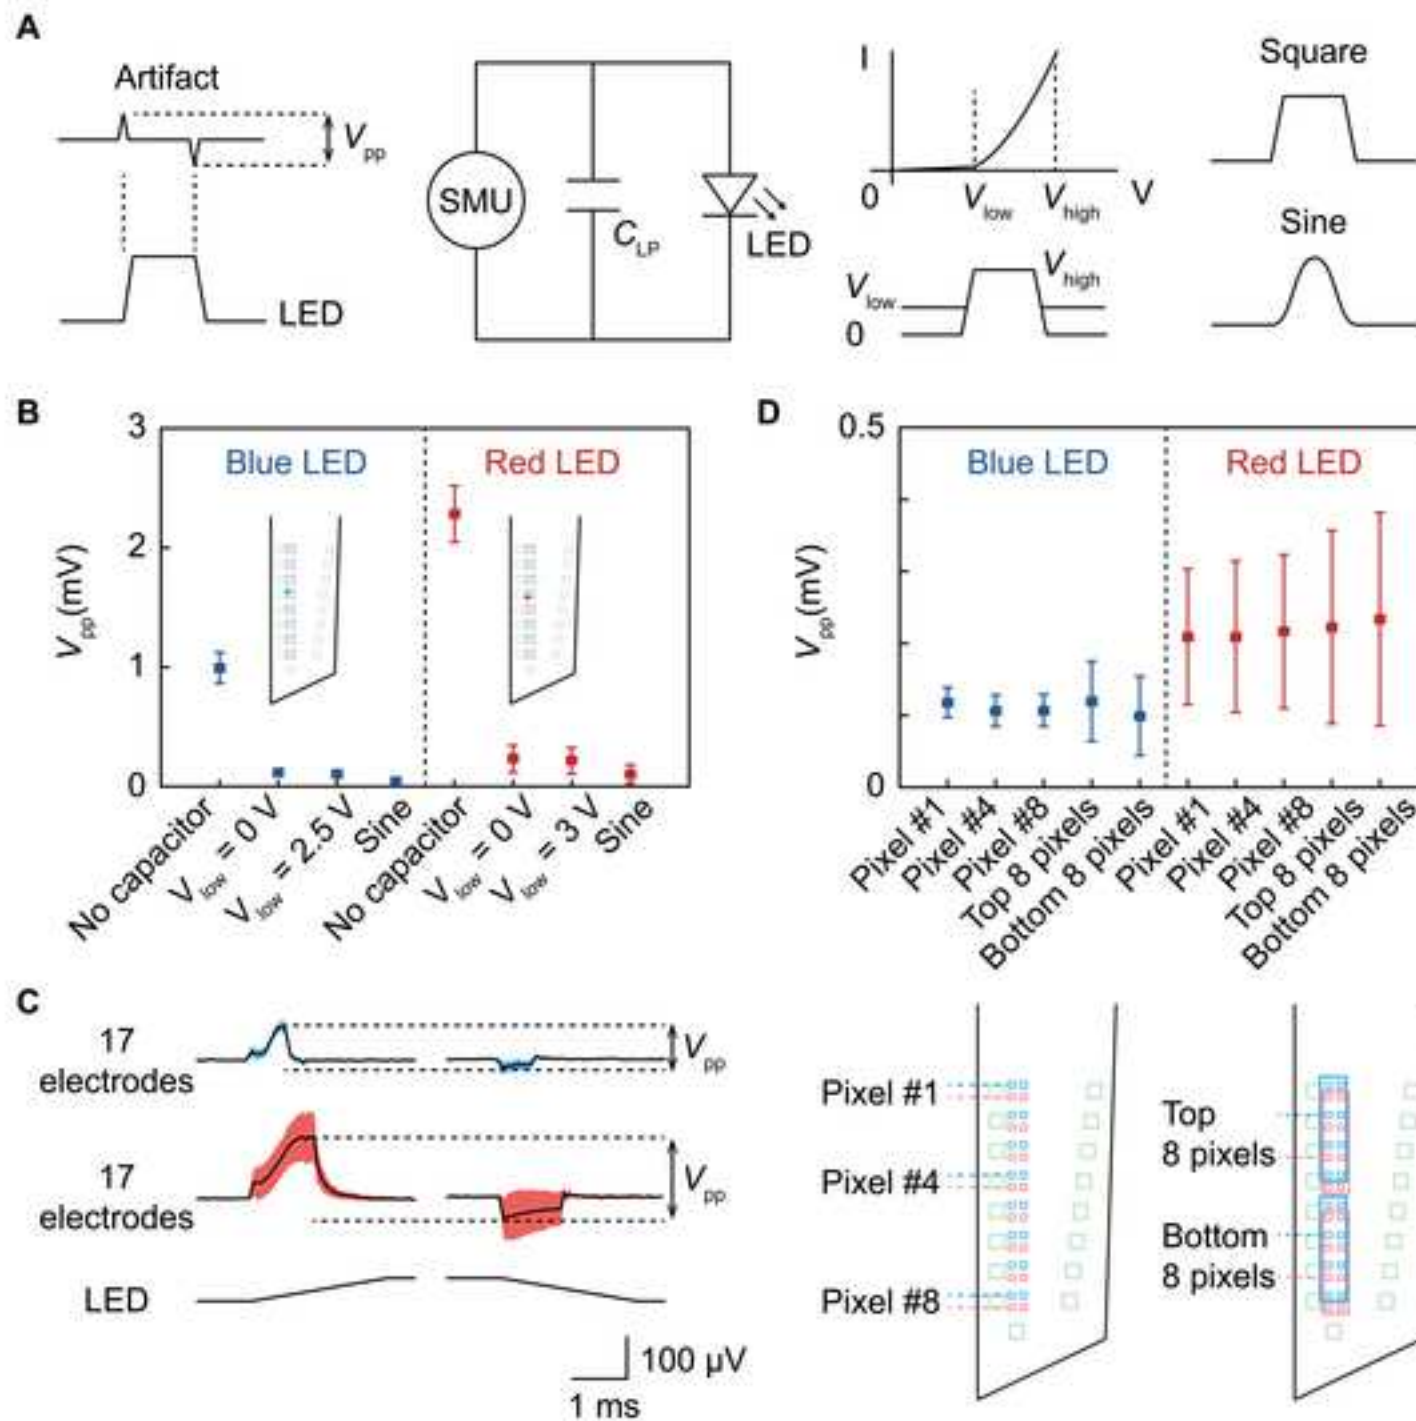 A
Artifact
Vpp
LED
SMU
CLP
LED
I
0
Vlow
Vhigh
V
Vlow
Vhigh
0
Square
Sine
B
3
2
1
0
Vpp(mV)
Blue LED
Red LED
No capacitor
Vlow = 0 V
Vlow = 2.5 V
Sine
No capacitor
Vlow = 0 V
Vlow = 3 V
Sine
D
0.5
0
Vpp(mV)
Blue LED
Red LED
Pixel #1
Pixel #4
Pixel #8
Top 8 pixels
Bottom 8 pixels
Pixel #1
Pixel #4
Pixel #8
Top 8 pixels
Bottom 8 pixels
C
17
electrodes
Vpp
17
electrodes
Vpp
LED
100 μV
1 ms
Pixel #1
Pixel #4
Pixel #8
Top
8 pixels
Bottom
8 pixels